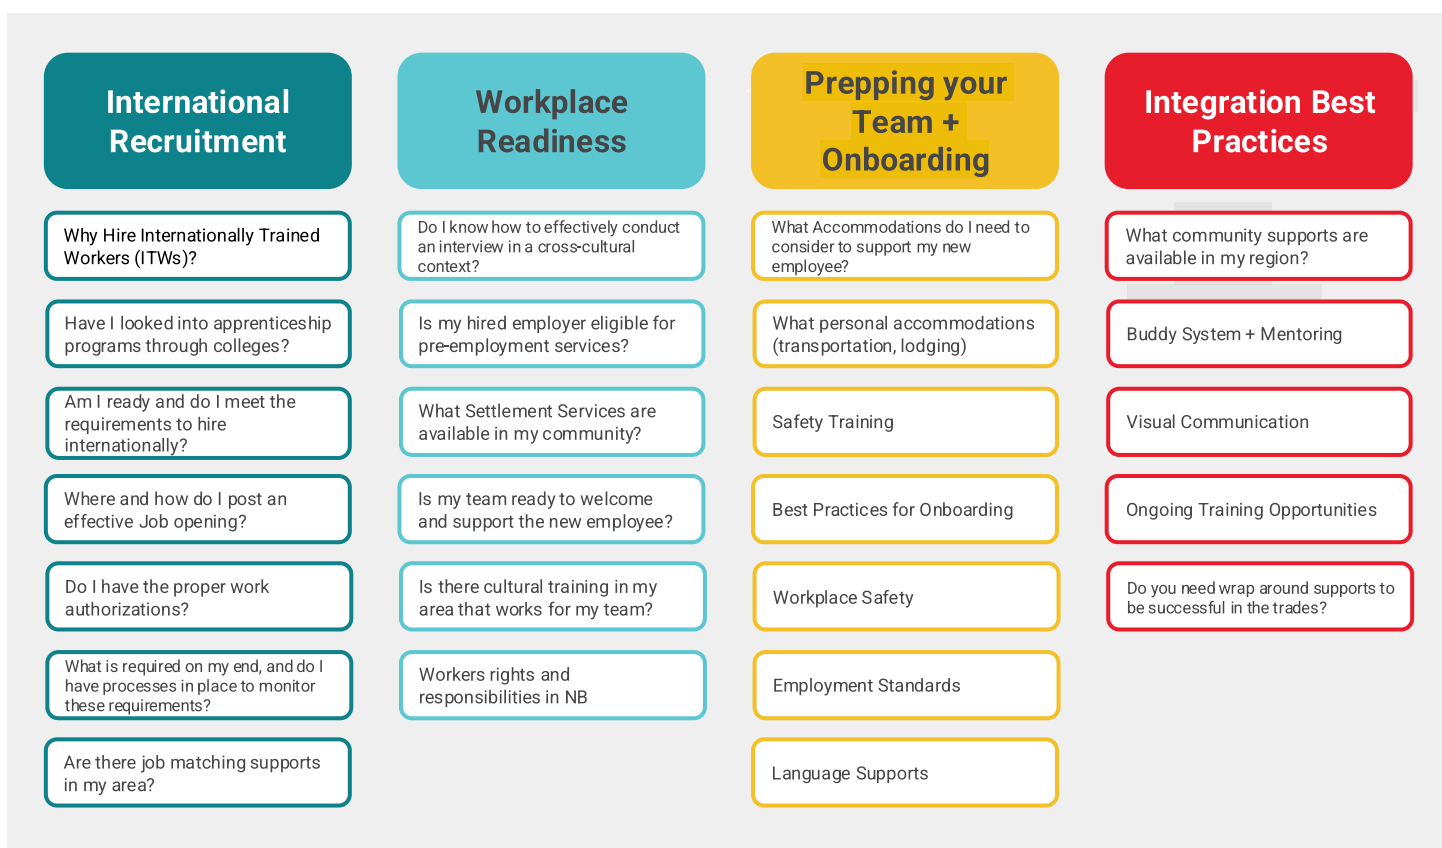 International
Recruitment
Why Hire Internationally Trained
Workers (ITWs)?
Have I looked into apprenticeship
programs through colleges?
Am I ready and do I meet the
requirements to hire
internationally?
Where and how do I post an
effective Job opening?
Do I have the proper work
authorizations?
What is required on my end, and do I
have processes in place to monitor
these requirements?
Are there job matching supports
in my area?
Workplace
Readiness
Do I know how to effectively conduct
an interview in a cross-cultural
context?
Is my hired employer eligible for
pre-employment services?
What Settlement Services are
available in my community?
Is my team ready to welcome
and support the new employee?
Is there cultural training in my
area that works for my team?
Workers rights and
responsibilities in NB
Prepping your
Team +
Onboarding
What Accommodations do I need to
consider to support my new
employee?
What personal accommodations
(transportation, lodging)
Safety Training
Best Practices for Onboarding
Workplace Safety
Employment Standards
Language Supports
Integration Best
Practices
What community supports are
available in my region?
Buddy System + Mentoring
Visual Communication
Ongoing Training Opportunities
Do you need wrap around supports to
be successful in the trades?